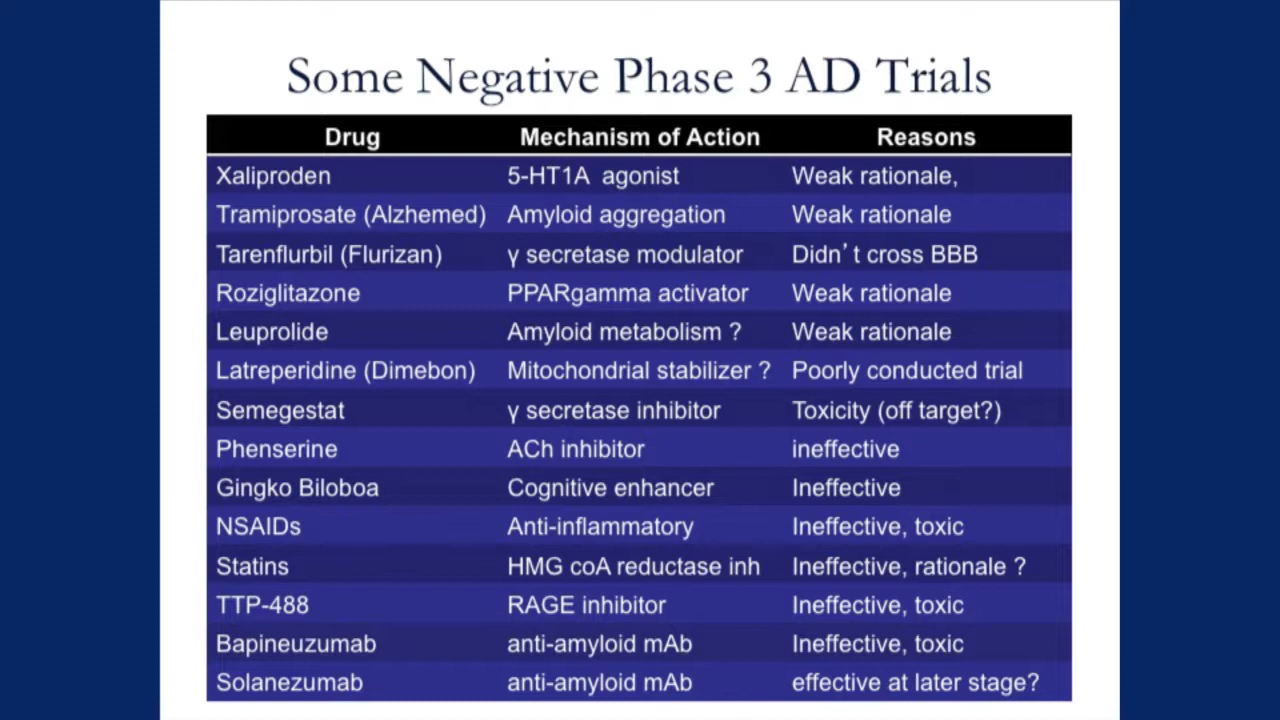 Some Negative Phase 3 AD Trials
Drug Mechanism of Action Reasons
Xaliproden 5-HT1A agonist Weak rationale,
Tramiprosate (Alzhemed) Amyloid aggregation Weak rationale
Tarenflurbil (Flurizan) γ secretase modulator Didn't cross BBB
Roziglitazone PPARgamma activator Weak rationale
Leuprolide Amyloid metabolism ? Weak rationale
Latreperidine (Dimebon) Mitochondrial stabilizer ? Poorly conducted trial
Semegestat γ secretase inhibitor Toxicity (off target?)
Phenserine ACh inhibitor ineffective
Gingko Biloboa Cognitive enhancer Ineffective
NSAIDs Anti-inflammatory Ineffective, toxic
Statins HMG coA reductase inh Ineffective, rationale ?
TTP-488 RAGE inhibitor Ineffective, toxic
Bapineuzumab anti-amyloid mAb Ineffective, toxic
Solanezumab anti-amyloid mAb effective at later stage?